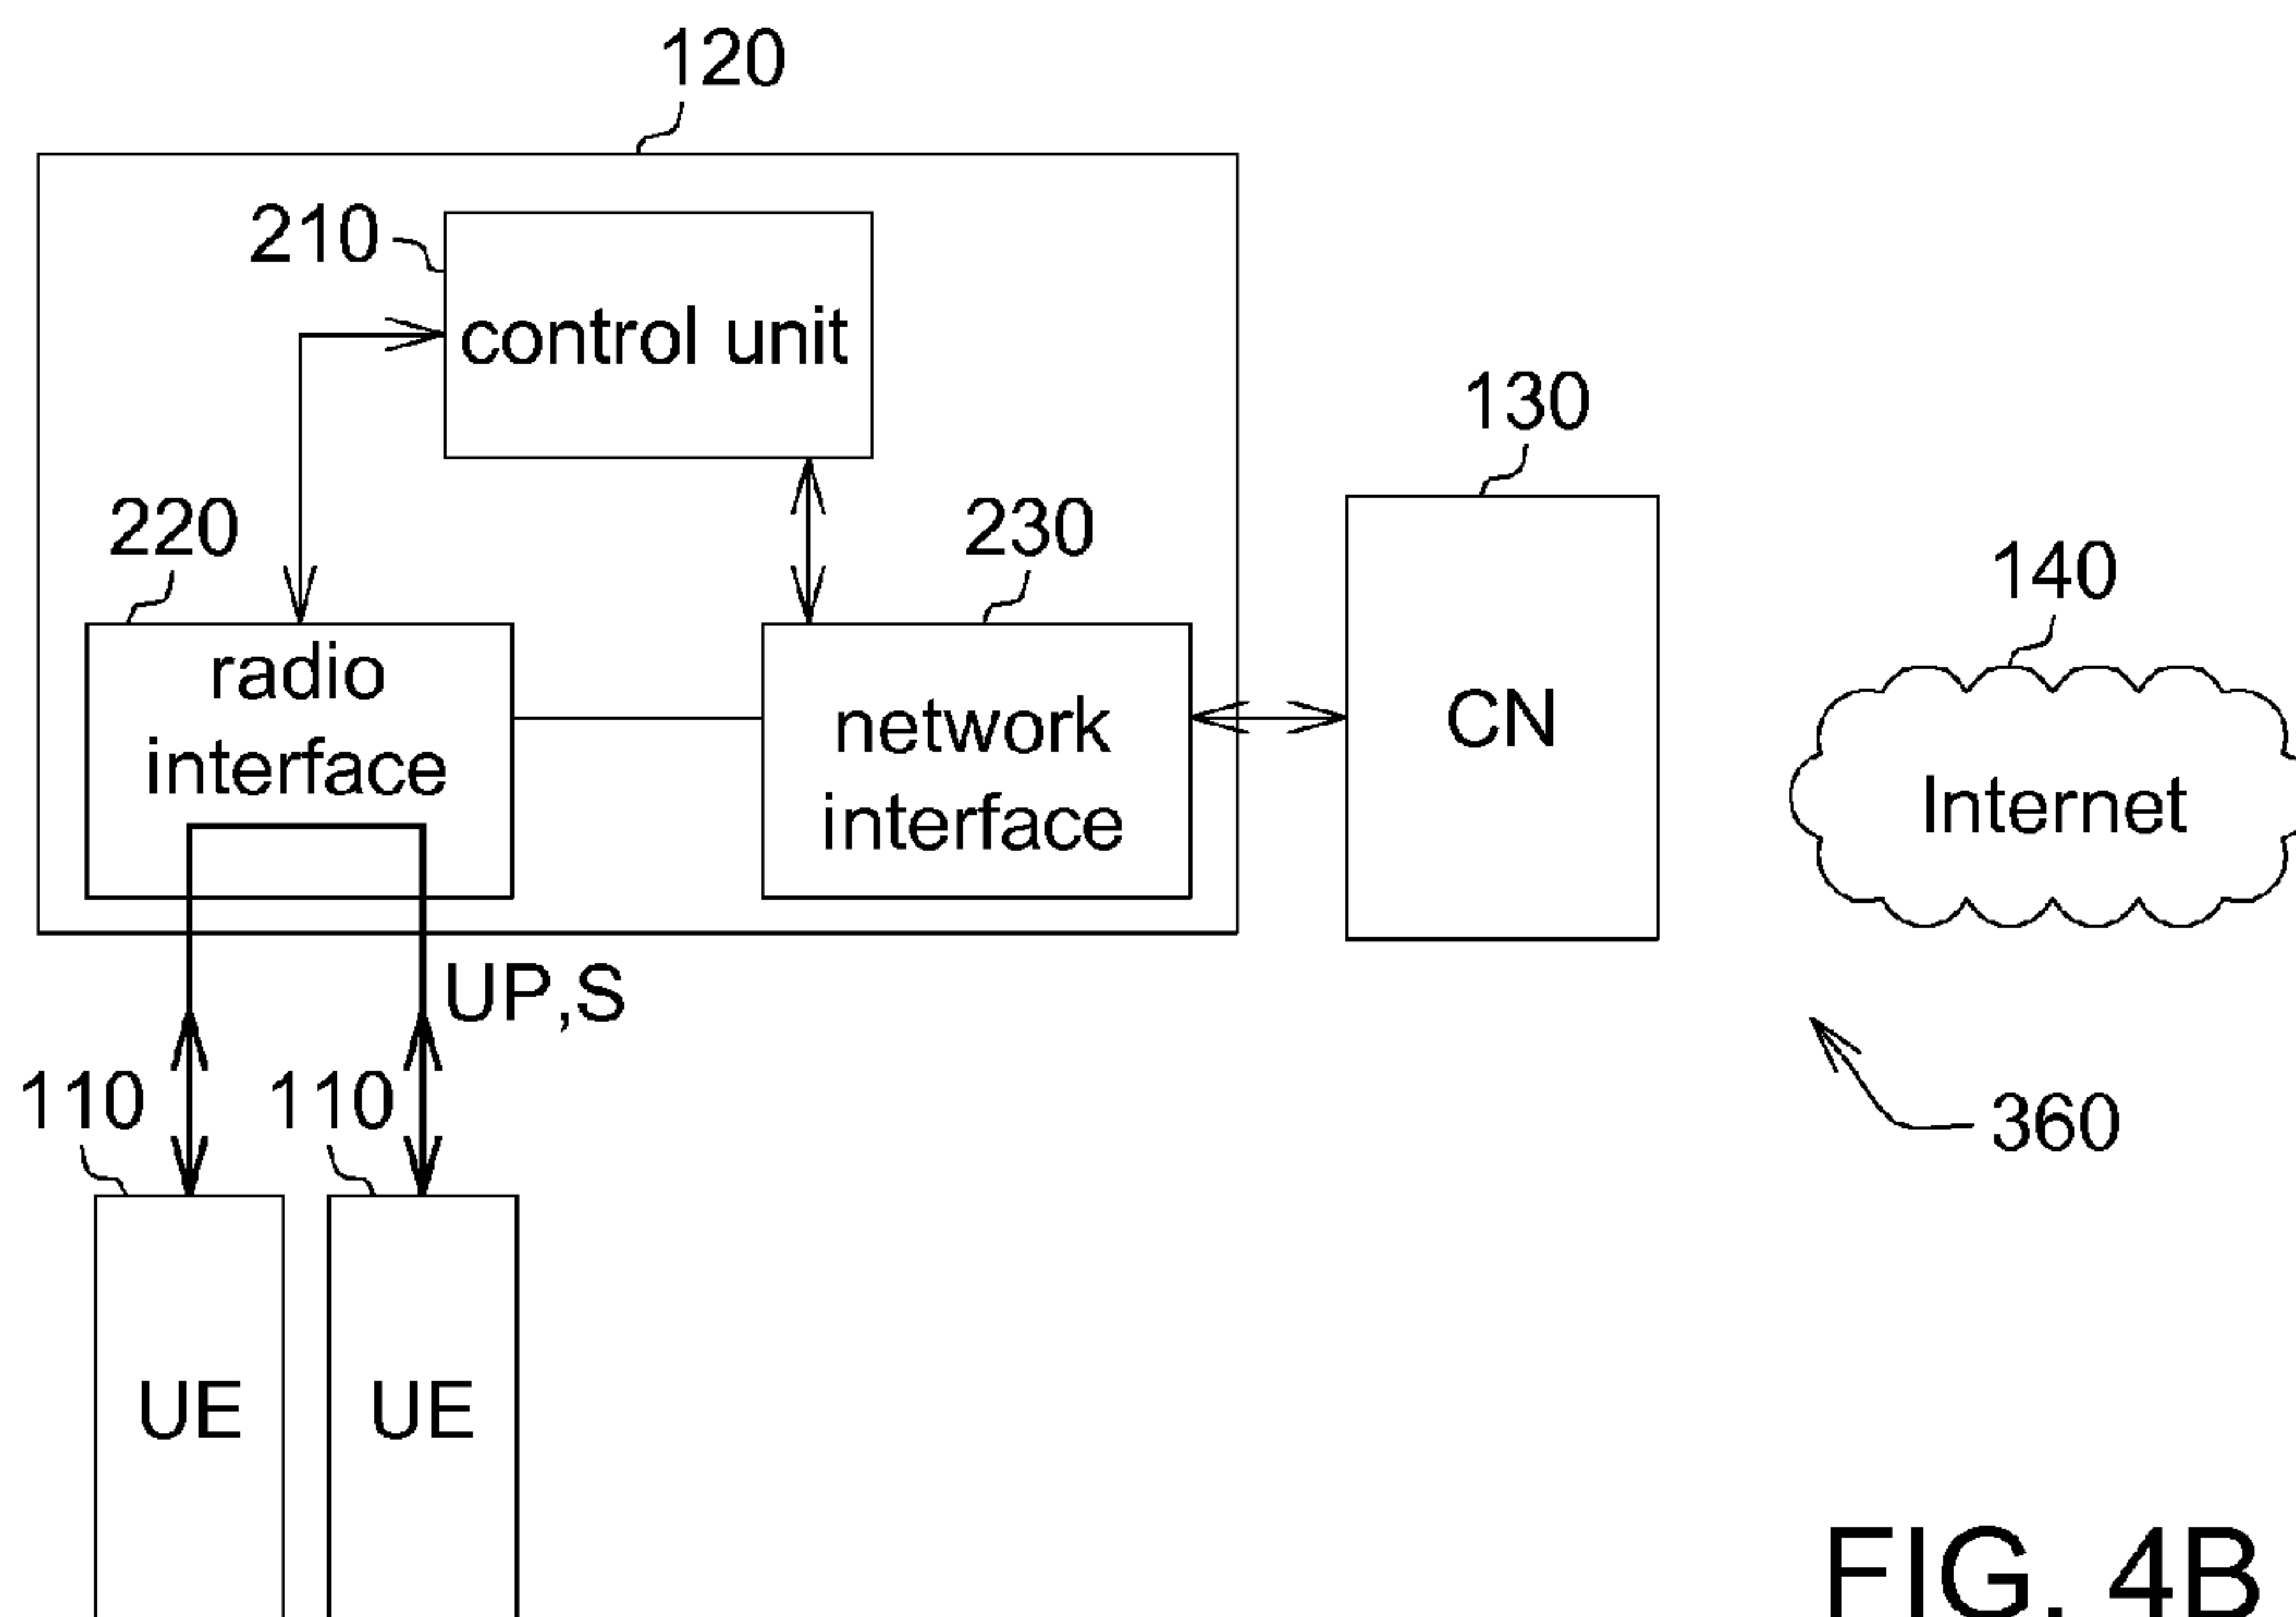 120
210
control unit
130
220
230
140
radio
interface
network
interface
CN
Internet
UP,S
110
110
360
UE
UE
FIG. 4B